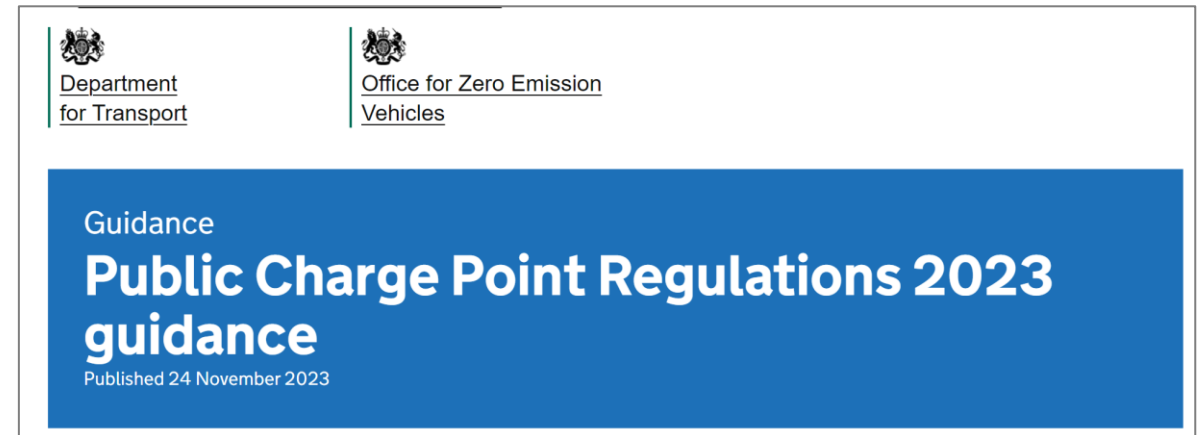 Department
for Transport
Office for Zero Emission
Vehicles
Guidance
Public Charge Point Regulations 2023
guidance
Published 24 November 2023